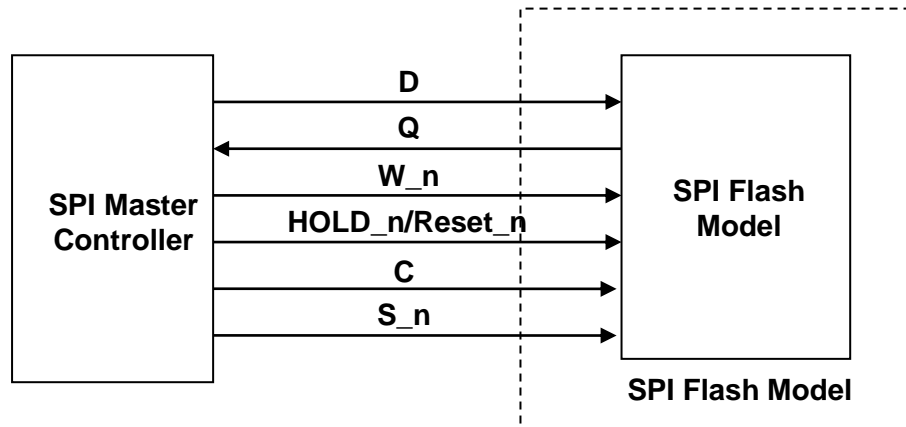 D
Q
W_n
HOLD_n/Reset_n
C
S_n
SPI Master
Controller
SPI Flash
Model
SPI Flash Model